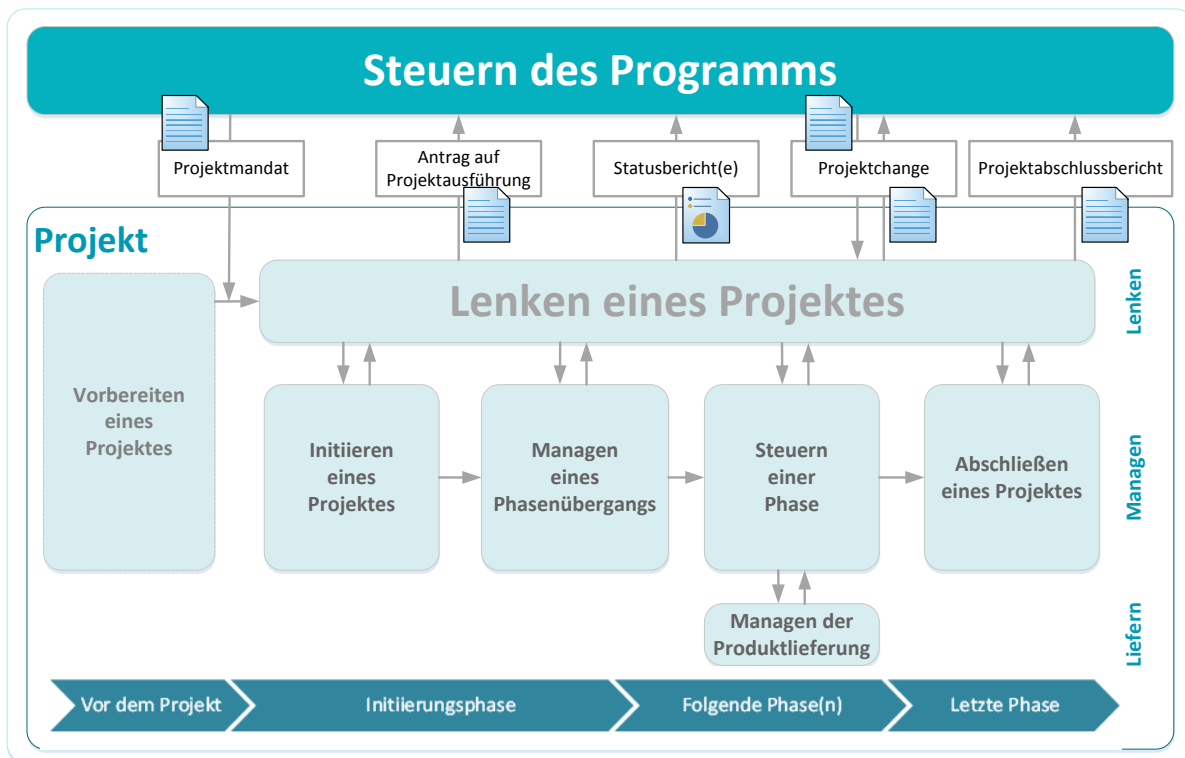 Steuern des Programms
Projektmandat
Antrag auf
Projektausführung
Statusbericht(e)
Projektchange
Projektabschlussbericht
Projekt
Lenken eines Projektes
Lenken
Vorbereiten
eines
Projektes
Initiieren
eines
Projektes
Managen
eines
Phasenübergangs
Steuern
einer
Phase
Abschließen
eines Projektes
Managen
Managen der
Produktlieferung
Liefern
Vor dem Projekt
Initiierungsphase
Folgende Phase(n)
Letzte Phase